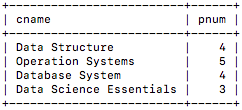 +-------------------------+------+
| cname                   | pnum |
+-------------------------+------+
| Data Structure          |    4 |
| Operation Systems       |    5 |
| Database System         |    4 |
| Data Science Essentials |    3 |
+-------------------------+------+